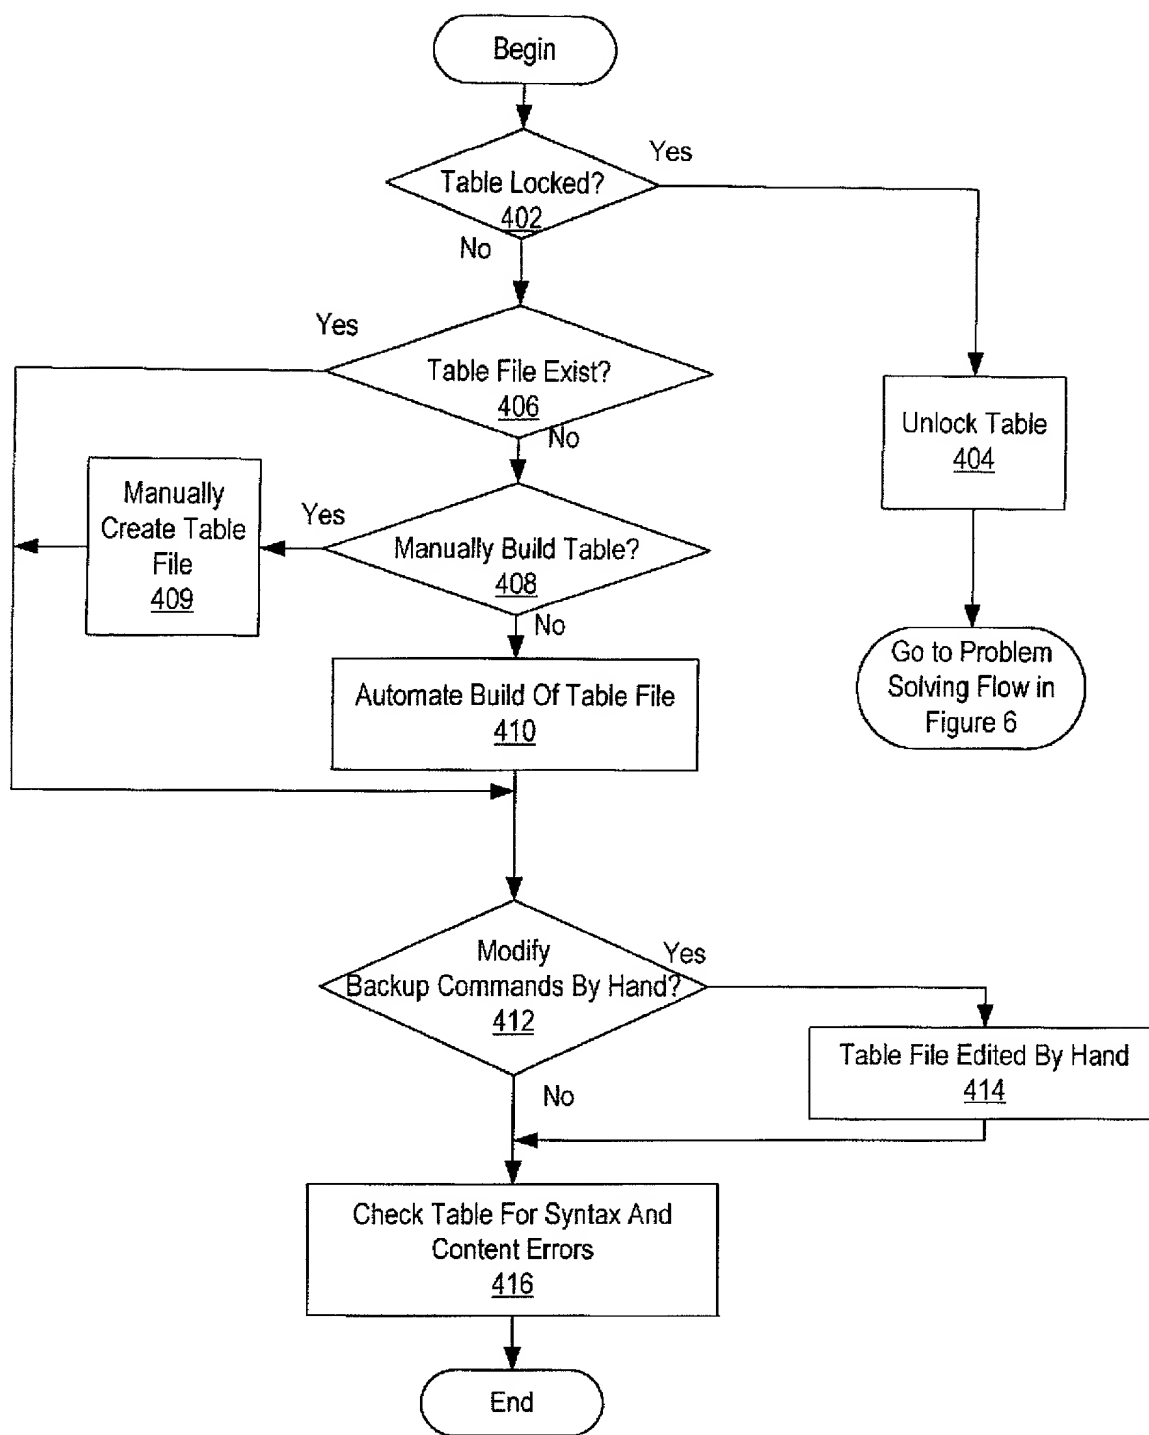 Begin
Yes
Table Locked?
402
No
Yes
Table File Exist?
406
No
Unlock Table
404
Manually
Create Table
File
409
Yes
Manually Build Table?
408
No
Automate Build Of Table File
410
Go to Problem
Solving Flow in
Figure 6
Modify
Backup Commands By Hand?
412
Yes
Table File Edited By Hand
414
No
Check Table For Syntax And
Content Errors
416
End